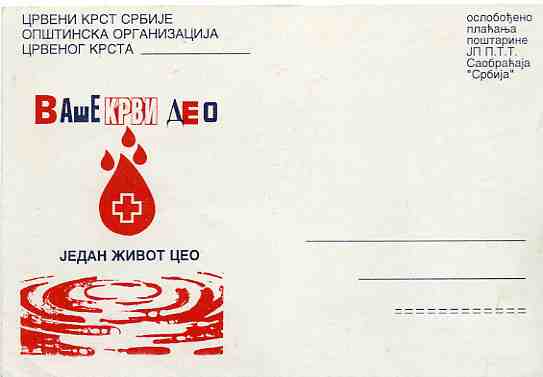 ЦРВЕНИ КРСТ СРБИЈЕ
ОПШТИНСКА ОРГАНИЗАЦИЈА
ЦРВЕНОГ КРСТА
ослобођено
плаћања
поштарине
ЈП П.Т.Т.
Саобраћаја
"Србија"
ВАшЕ КРВИ ДЕО
ЈЕДАН ЖИВОТ ЦЕО